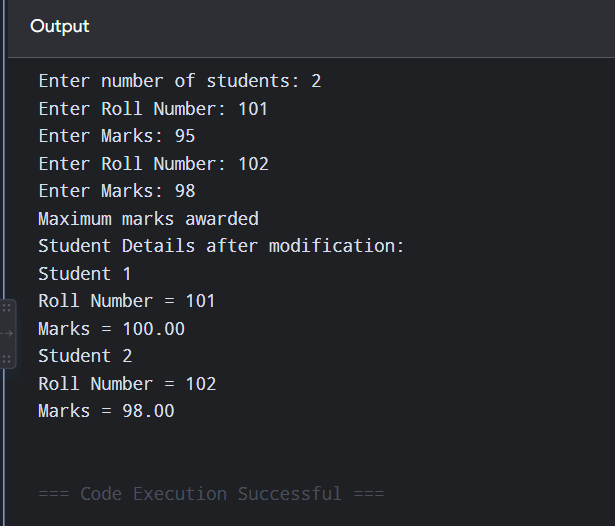 Output
Enter number of students: 2
Enter Roll Number: 101
Enter Marks: 95
Enter Roll Number: 102
Enter Marks: 98
Maximum marks awarded
Student Details after modification:
Student 1
Roll Number = 101
Marks = 100.00
Student 2
Roll Number = 102
Marks = 98.00
=== Code Execution Successful ===